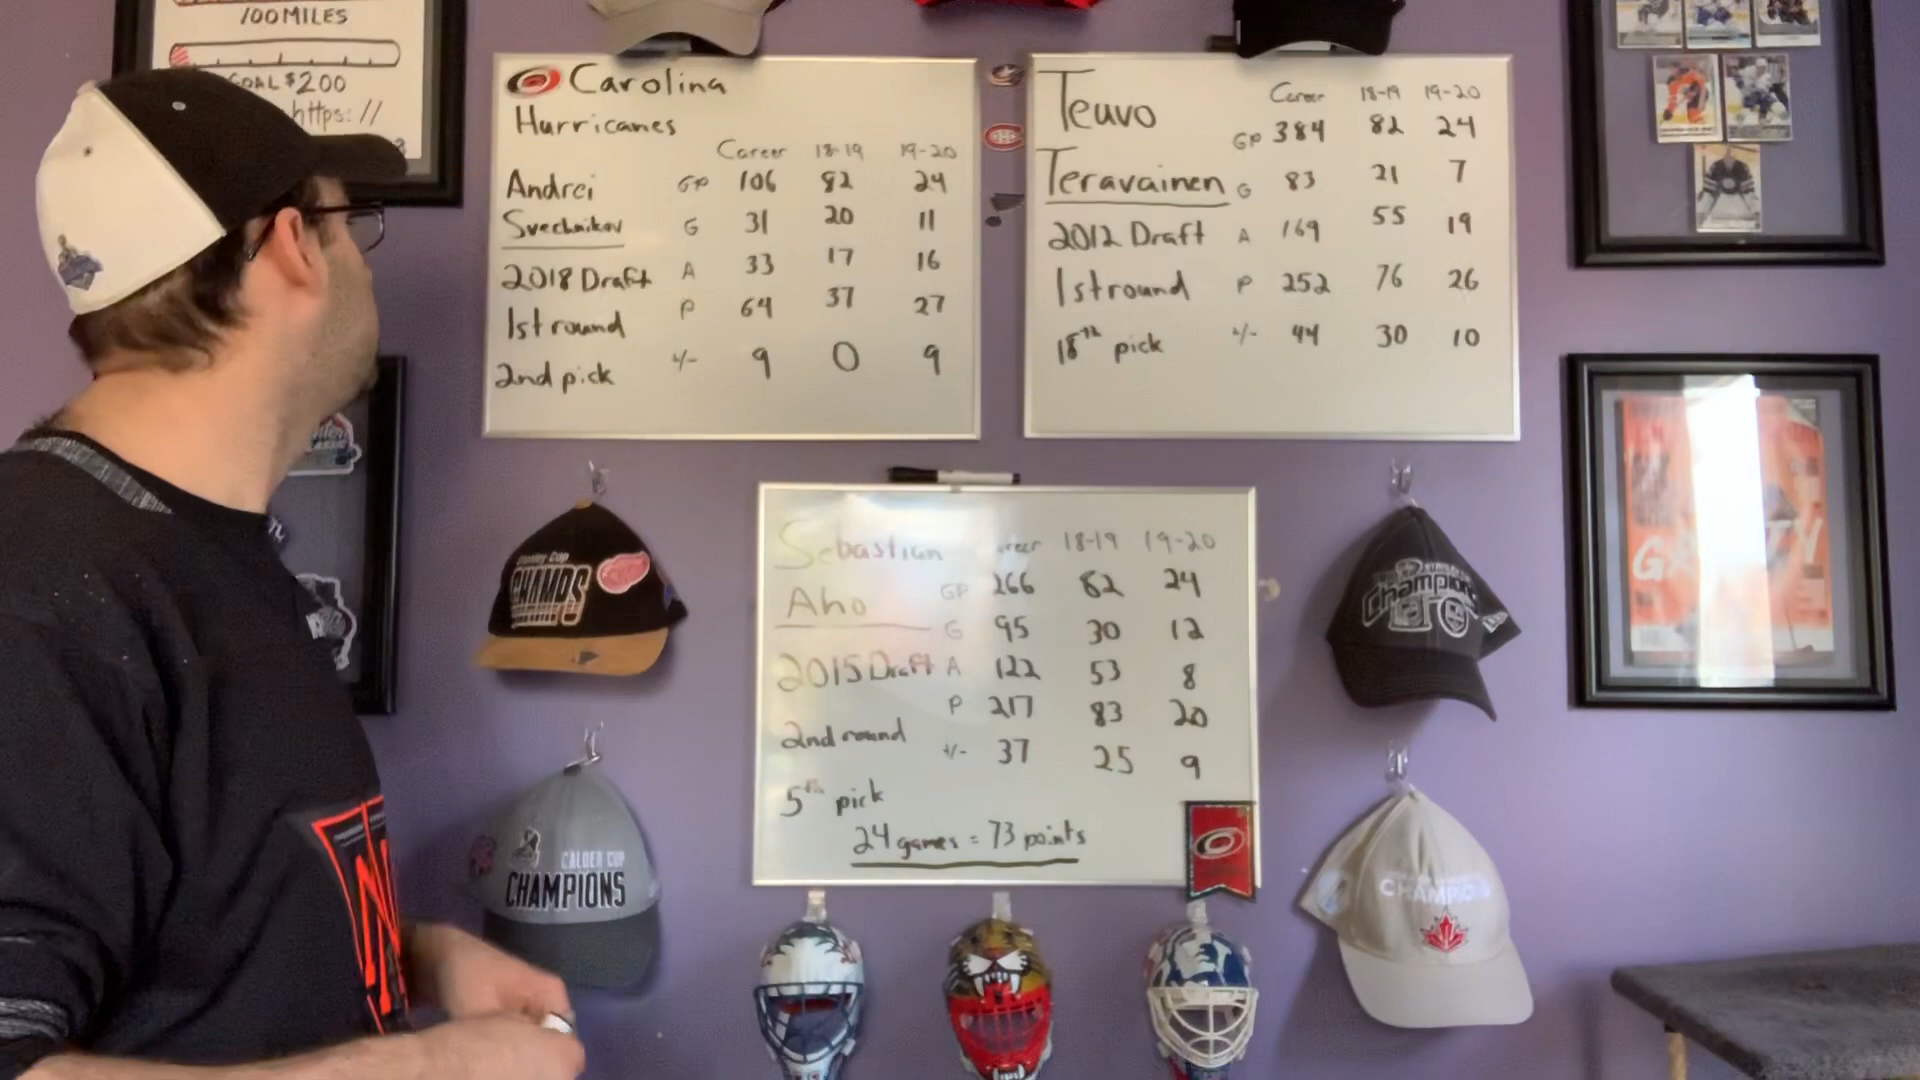 100 MILES
GOAL $200
https://
Carolina
Hurricanes
Career 18-19 19-20
Andrei GP 106 82 24
Svechnikov G 31 20 11
2018 Draft A 33 17 16
1st round P 64 37 27
2nd pick +/- 9 0 9
Teuvo Career 18-19 19-20
GP 384 82 24
Teravainen G 83 21 7
2012 Draft A 169 55 19
1st round P 252 76 26
18th pick +/- 44 30 10
Sebastian 18-19 19-20
Aho GP 266 82 24
G 95 30 12
2015 Draft A 122 53 8
2nd round P 217 83 20
+/- 37 25 9
5th pick
24 games = 73 points
Stanley Cup
CHAMPS
Champions
CALDER CUP
CHAMPIONS
CHAMPIONS